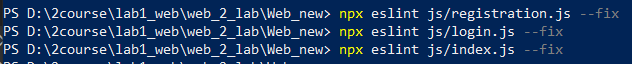 PS D:\2course\lab1_web\web_2_lab\Web_new> npx eslint js/registration.js --fix
PS D:\2course\lab1_web\web_2_lab\Web_new> npx eslint js/login.js --fix
PS D:\2course\lab1_web\web_2_lab\Web_new> npx eslint js/index.js --fix